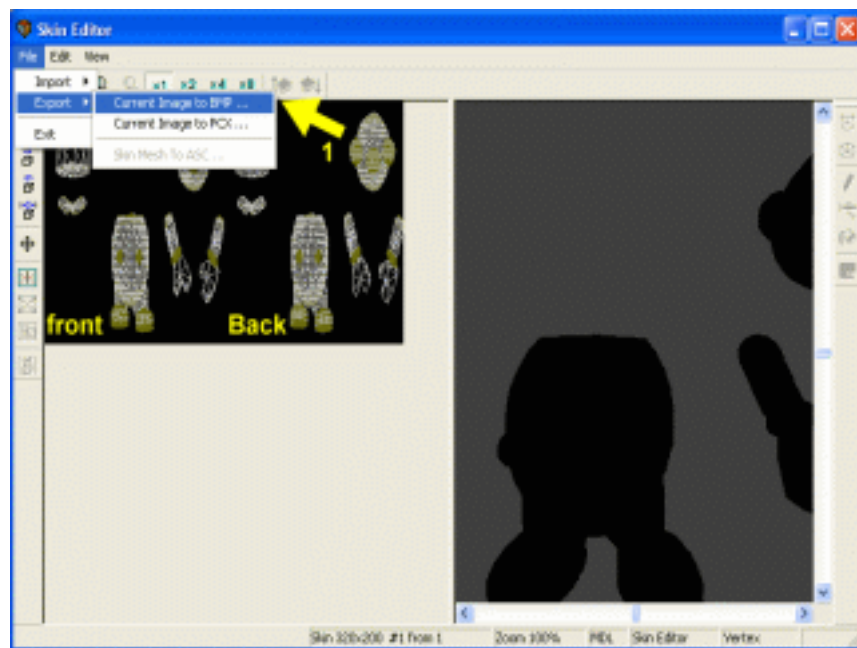 Skin Editor
File Edit View
Import
x1 x2 x4 x8
Export
Current Image to BMP ...
Current Image to PCX ...
Exit
Skin Mesh To ASC ...
1
front
Back
Skin 320x200 #1 from 1
Zoom 100%
MDL
Skin Editor
Vertex